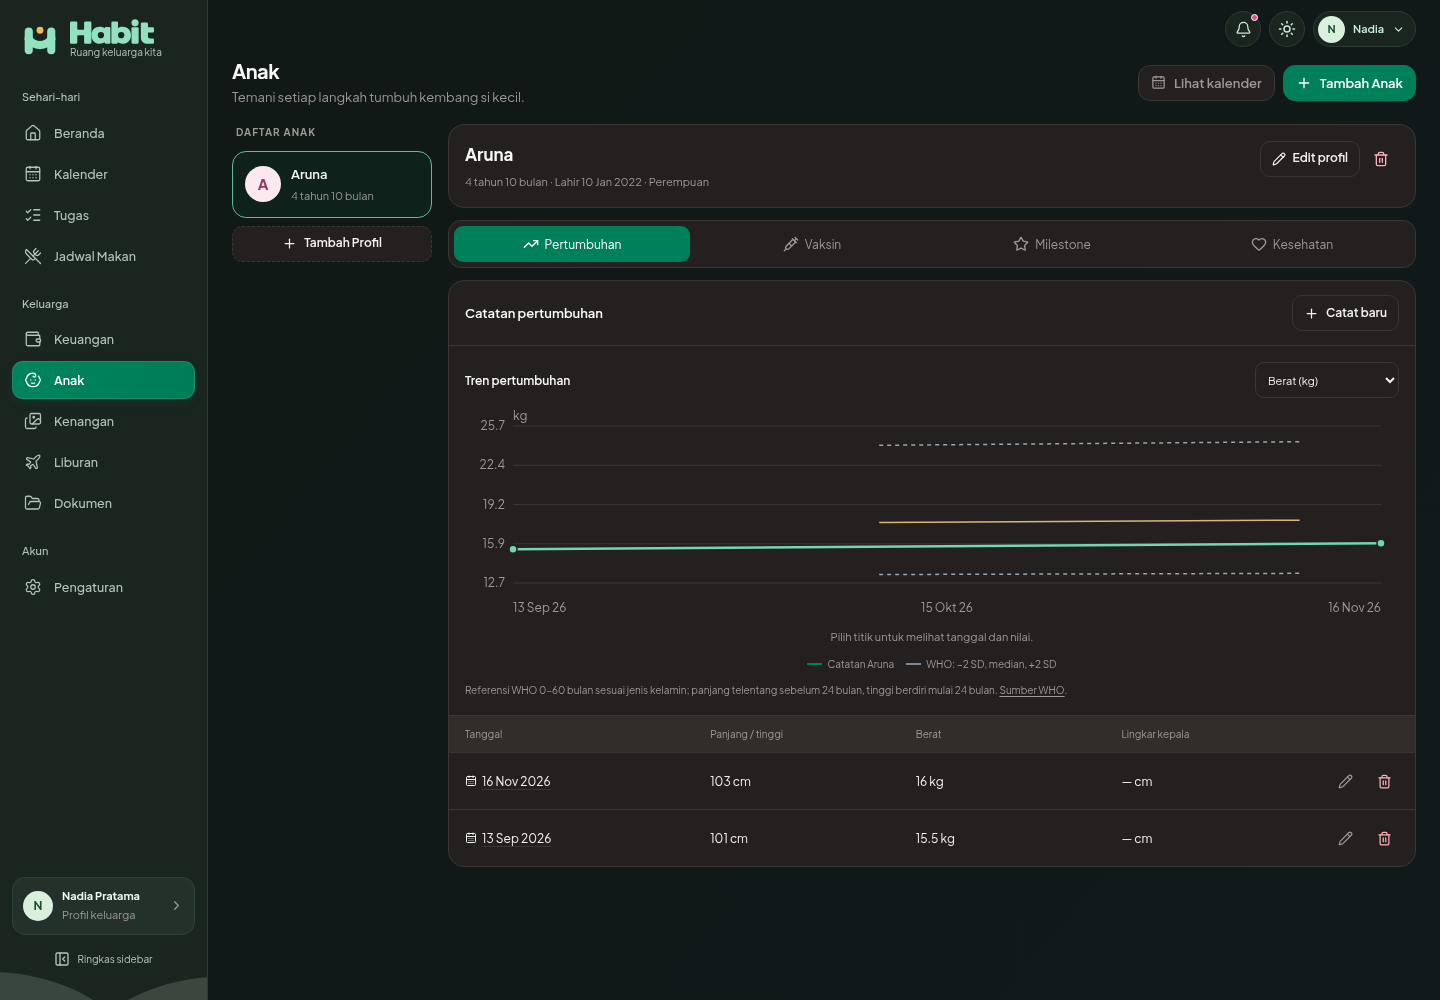 Habit
Ruang keluarga kita
Sehari-hari
Beranda
Kalender
Tugas
Jadwal Makan
Keluarga
Keuangan
Anak
Kenangan
Liburan
Dokumen
Akun
Pengaturan
N
Nadia Pratama
Profil keluarga
Ringkas sidebar
N
Nadia
Anak
Temani setiap langkah tumbuh kembang si kecil.
Lihat kalender
Tambah Anak
DAFTAR ANAK
A
Aruna
4 tahun 10 bulan
Tambah Profil
Aruna
4 tahun 10 bulan · Lahir 10 Jan 2022 · Perempuan
Edit profil
Pertumbuhan
Vaksin
Milestone
Kesehatan
Catatan pertumbuhan
Catat baru
Tren pertumbuhan
Berat (kg)
kg
25.7
22.4
19.2
15.9
12.7
13 Sep 26
15 Okt 26
16 Nov 26
Pilih titik untuk melihat tanggal dan nilai.
Catatan Aruna
WHO: −2 SD, median, +2 SD
Referensi WHO 0–60 bulan sesuai jenis kelamin; panjang telentang sebelum 24 bulan, tinggi berdiri mulai 24 bulan. Sumber WHO.
Tanggal Panjang / tinggi Berat Lingkar kepala
16 Nov 2026 103 cm 16 kg — cm
13 Sep 2026 101 cm 15.5 kg — cm